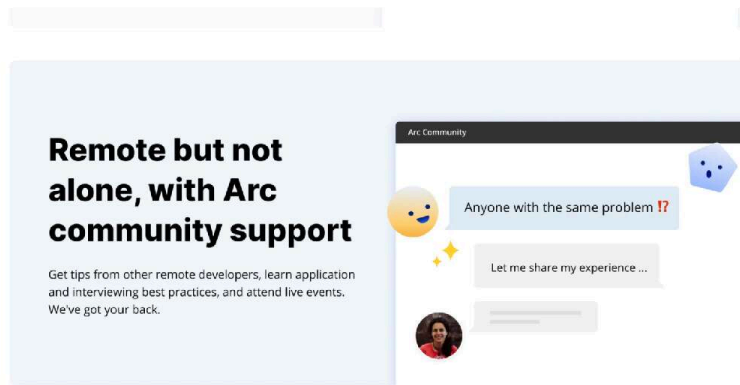 Remote but not
alone, with Arc
community support
Get tips from other remote developers, learn application
and interviewing best practices, and attend live events.
We've got your back.
Arc Community
Anyone with the same problem ⁉️
Let me share my experience ...